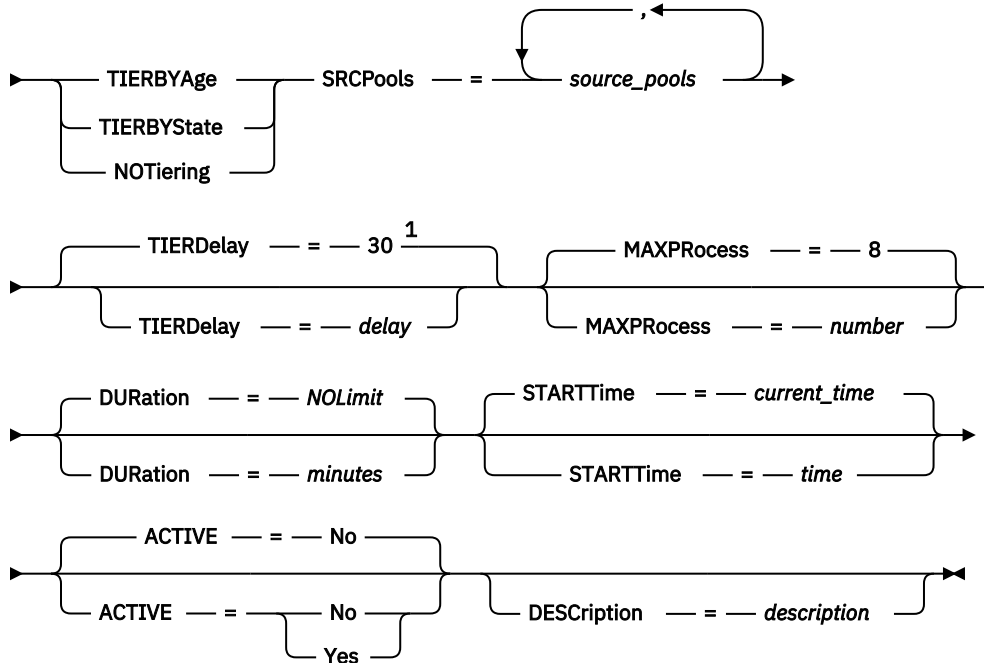 ,
TIERBYAge SRCPools = source_pools
TIERBYState
NOTiering
TIERDelay = 30 1 MAXPRocess = 8
TIERDelay = delay MAXPRocess = number
DURation = NOLimit STARTTime = current_time
DURation = minutes STARTTime = time
ACTIVE = No
ACTIVE = No DESCription = description
Yes